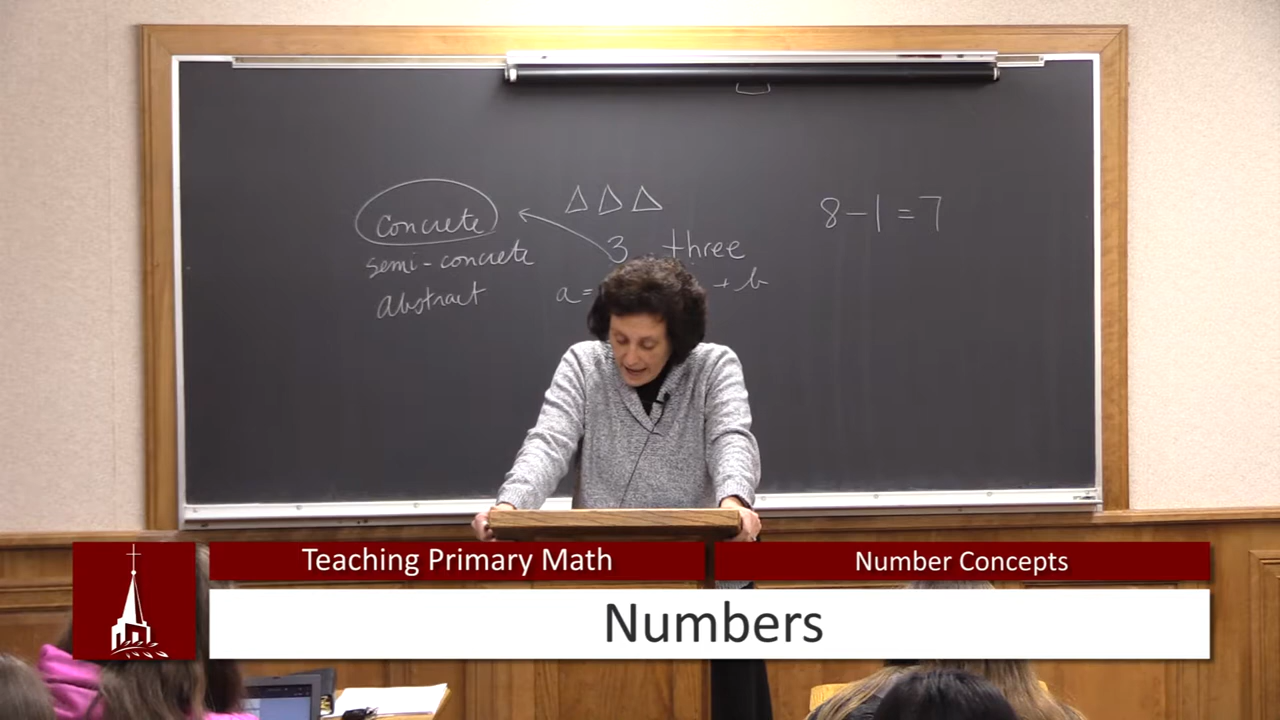 concrete
semi-concrete
abstract
3 three
a =
+ b
8 - 1 = 7
Teaching Primary Math
Number Concepts
Numbers